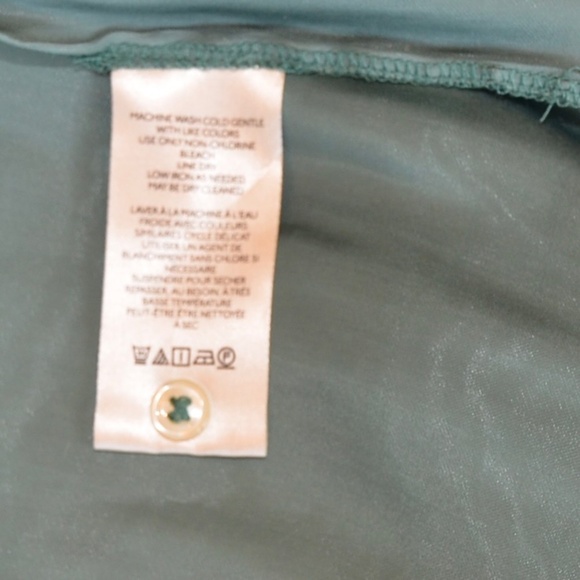 MACHINE WASH COLD GENTLE
WITH LIKE COLORS
USE ONLY NON-CHLORINE
BLEACH
LINE DRY
LOW IRON AS NEEDED
MAY BE DRY CLEANED
LAVER À LA MACHINE À L'EAU
FROIDE AVEC COULEURS
SIMILAIRES CYCLE DÉLICAT
UTILISER UN AGENT DE
BLANCHIMENT SANS CHLORE SI
NÉCESSAIRE
SUSPENDRE POUR SÉCHER
REPASSER, AU BESOIN, À TRÈS
BASSE TEMPÉRATURE
PEUT-ÊTRE ÊTRE NETTOYÉE
À SEC